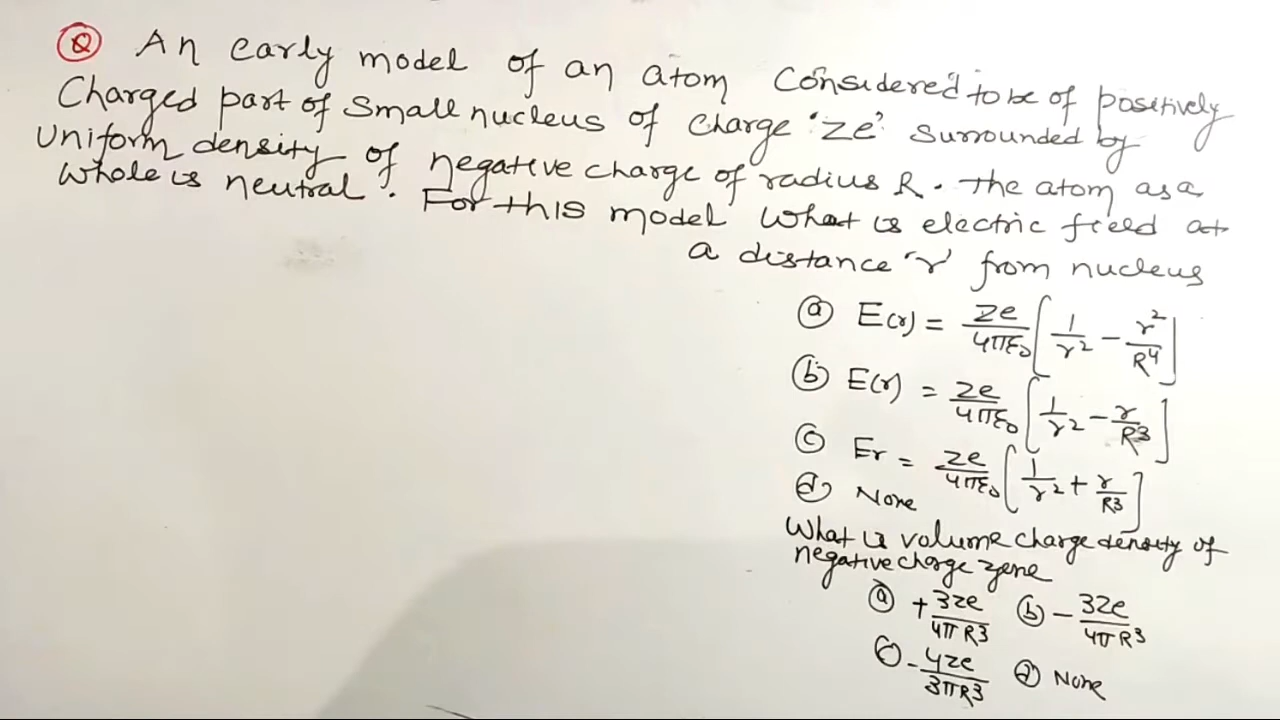 Q An early model of an atom Considered to be of positively
Charged part of Small nucleus of charge 'ze' surrounded by
Uniform density of negative charge of radius R. The atom as a
Whole is neutral. For this model What is electric field at
a distance 'r' from nucleus
(a) E(r) = ze/4πε₀ [1/r² - r²/R⁴]
(b) E(r) = ze/4πε₀ [1/r² - r/R³]
(c) Er = ze/4πε₀ [1/r² + r/R³]
(d) None
What is volume charge density of
negative charge zone
(a) + 3ze/4πR³ (b) - 3Ze/4πR³
(c) - 4ze/3πR³ (d) None